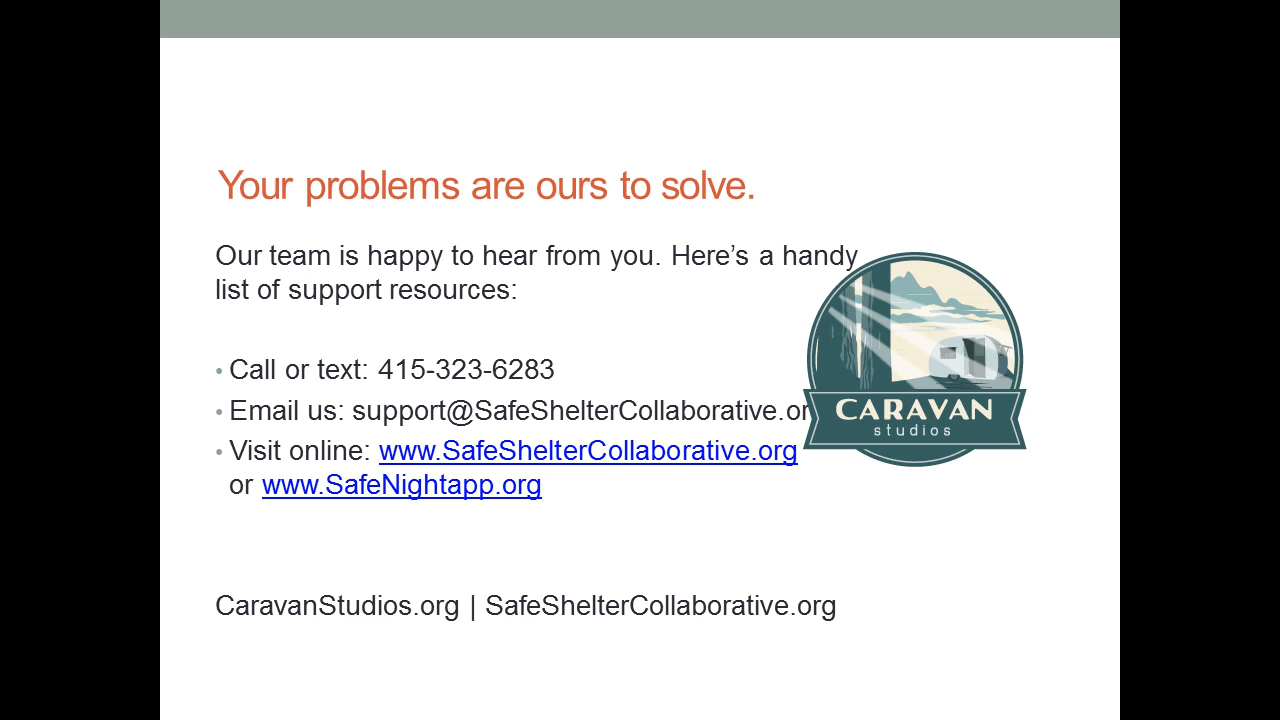 Your problems are ours to solve.
Our team is happy to hear from you. Here’s a handy
list of support resources:
• Call or text: 415-323-6283
• Email us: support@SafeShelterCollaborative.or
• Visit online: www.SafeShelterCollaborative.org
or www.SafeNightapp.org
CARAVAN
studios
CaravanStudios.org | SafeShelterCollaborative.org